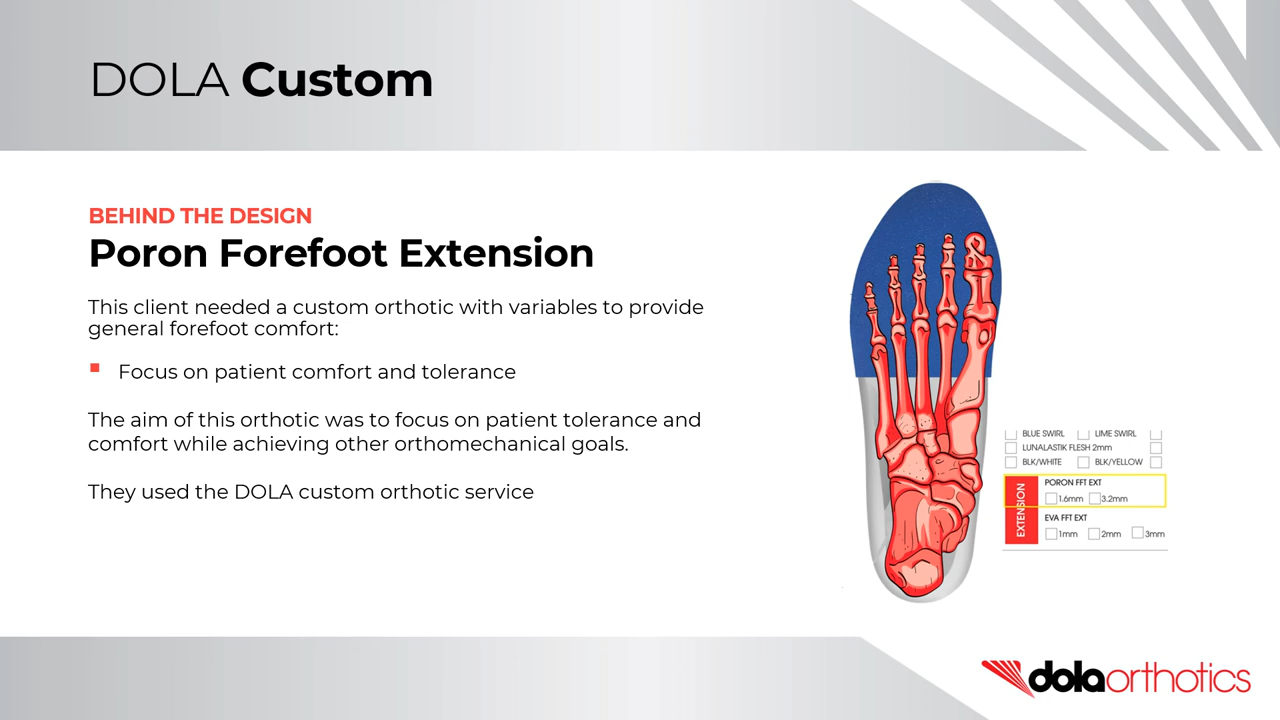 DOLA Custom
BEHIND THE DESIGN
Poron Forefoot Extension
This client needed a custom orthotic with variables to provide
general forefoot comfort:
Focus on patient comfort and tolerance
The aim of this orthotic was to focus on patient tolerance and
comfort while achieving other orthomechanical goals.
They used the DOLA custom orthotic service
BLUE SWIRL LIME SWIRL
LUNALASTIK FLESH 2mm
BLK/WHITE BLK/YELLOW
EXTENSION
PORON FFT EXT
1.6mm 3.2mm
EVA FFT EXT
1mm 2mm 3mm
dolaorthotics